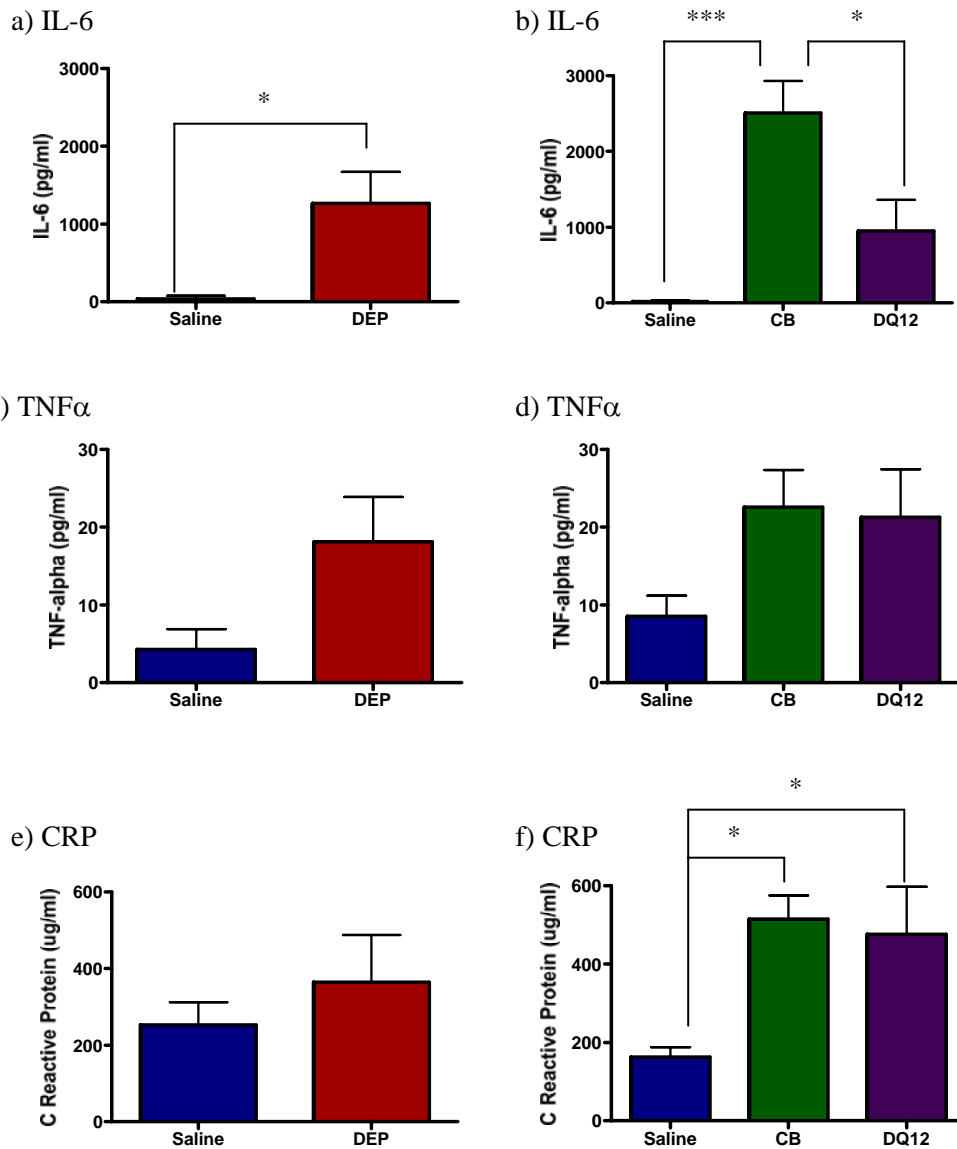 a) IL-6
*
3000
2000
1000
0
IL-6 (pg/ml)
Saline
DEP
b) IL-6
***
*
3000
2000
1000
0
IL-6 (pg/ml)
Saline
CB
DQ12
) TNFα
30
20
10
0
TNF-alpha (pg/ml)
Saline
DEP
d) TNFα
30
20
10
0
TNF-alpha (pg/ml)
Saline
CB
DQ12
e) CRP
600
400
200
0
C Reactive Protein (ug/ml)
Saline
DEP
f) CRP
*
*
600
400
200
0
C Reactive Protein (ug/ml)
Saline
CB
DQ12